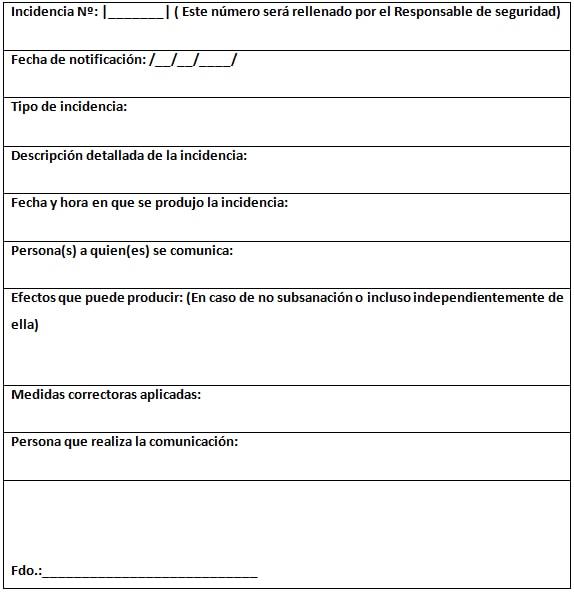 Incidencia Nº: |_______| ( Este número será rellenado por el Responsable de seguridad)
Fecha de notificación: /__/__/____/
Tipo de incidencia:
Descripción detallada de la incidencia:
Fecha y hora en que se produjo la incidencia:
Persona(s) a quien(es) se comunica:
Efectos que puede producir: (En caso de no subsanación o incluso independientemente de
ella)
Medidas correctoras aplicadas:
Persona que realiza la comunicación:
Fdo.:___________________________